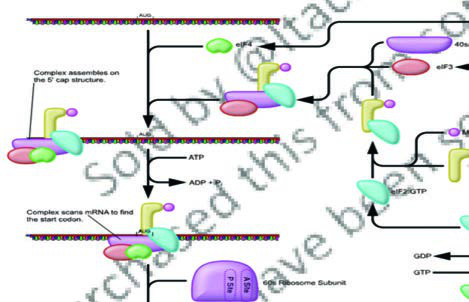 AUG
eIF4
40s
eIF3
Complex assembles on
the 5' cap structure.
AUG
ATP
ADP + Pi
eIF2:GTP
Complex scans mRNA to find
the start codon.
AUG
GDP
GTP
P Site
A Site
60s Ribosome Subunit
Sold by @Itac
purchased this from
have been s